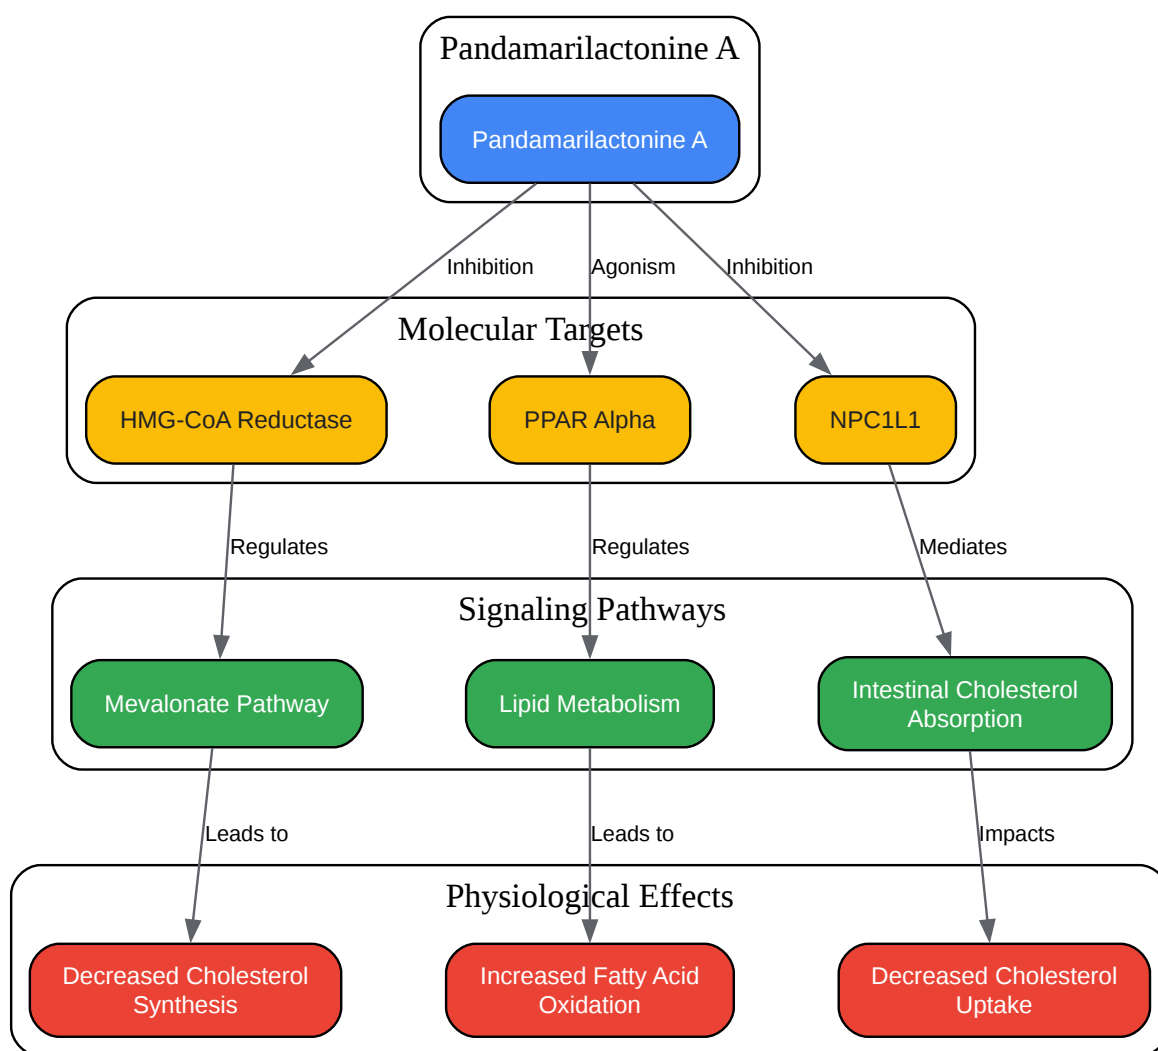 Pandamarilactonine A
Pandamarilactonine A
Inhibition
Agonism
Inhibition
Molecular Targets
HMG-CoA Reductase
PPAR Alpha
NPC1L1
Regulates
Regulates
Mediates
Signaling Pathways
Mevalonate Pathway
Lipid Metabolism
Intestinal Cholesterol
Absorption
Leads to
Leads to
Impacts
Physiological Effects
Decreased Cholesterol
Synthesis
Increased Fatty Acid
Oxidation
Decreased Cholesterol
Uptake